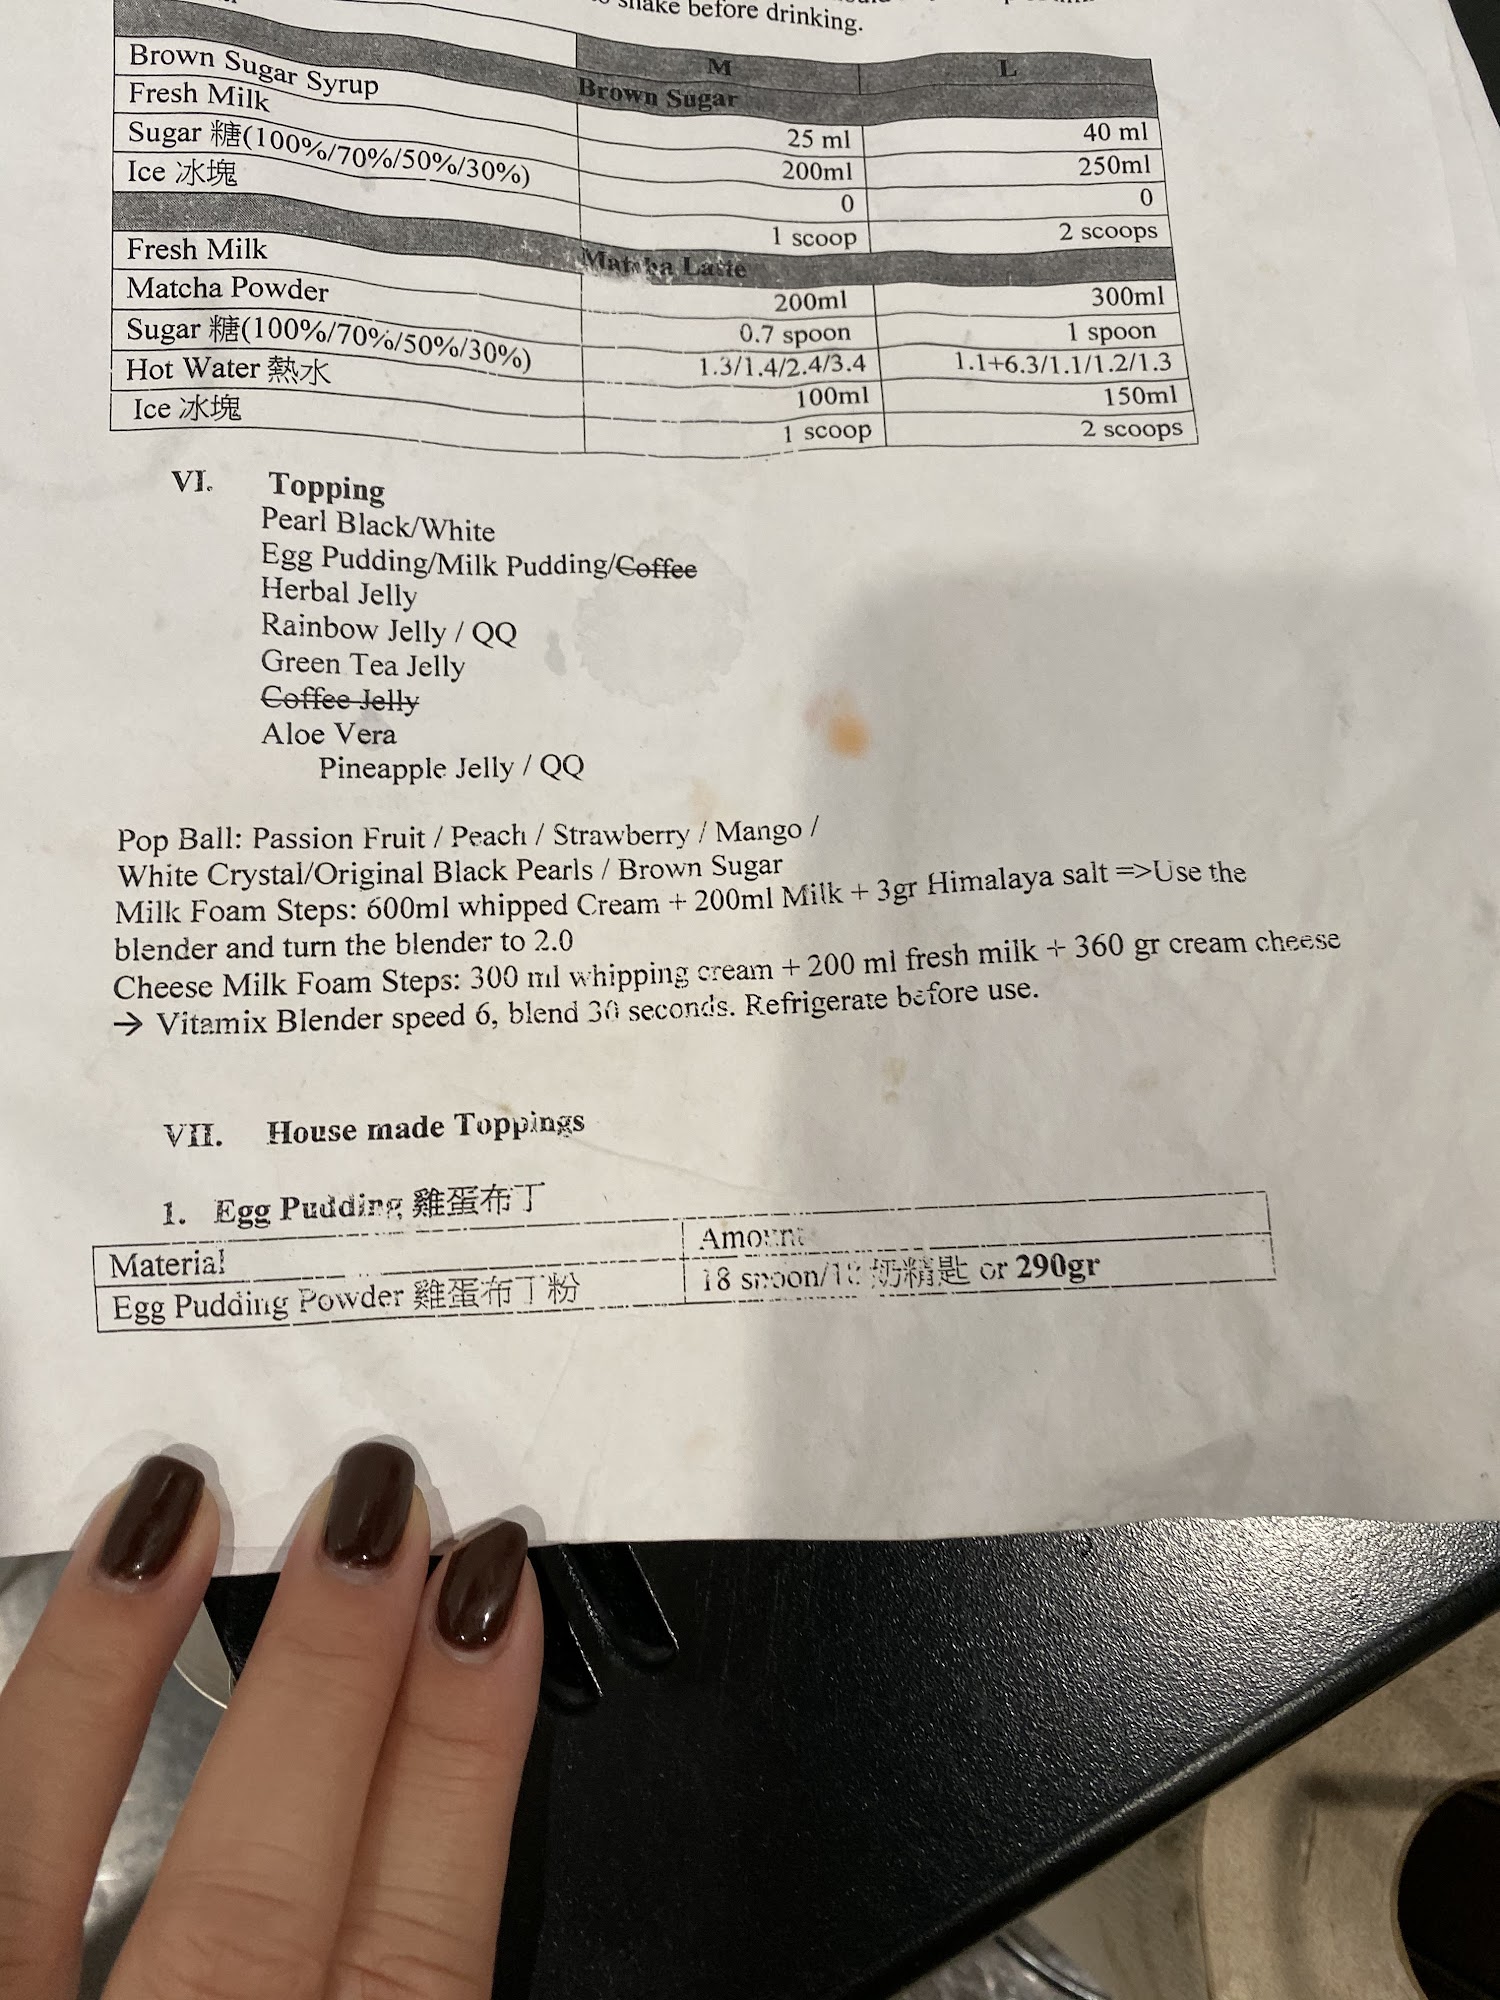 shake before drinking.
M L
Brown Sugar
Brown Sugar Syrup 25 ml 40 ml
Fresh Milk 200ml 250ml
Sugar 糖(100%/70%/50%/30%) 0 0
Ice 冰塊 1 scoop 2 scoops
Matcha Latte
Fresh Milk 200ml 300ml
Matcha Powder 0.7 spoon 1 spoon
Sugar 糖(100%/70%/50%/30%) 1.3/1.4/2.4/3.4 1.1+6.3/1.1/1.2/1.3
Hot Water 熱水 100ml 150ml
Ice 冰塊 1 scoop 2 scoops
VI. Topping
Pearl Black/White
Egg Pudding/Milk Pudding/Coffee
Herbal Jelly
Rainbow Jelly / QQ
Green Tea Jelly
Coffee Jelly
Aloe Vera
Pineapple Jelly / QQ
Pop Ball: Passion Fruit / Peach / Strawberry / Mango /
White Crystal/Original Black Pearls / Brown Sugar
Milk Foam Steps: 600ml whipped Cream + 200ml Milk + 3gr Himalaya salt =>Use the
blender and turn the blender to 2.0
Cheese Milk Foam Steps: 300 ml whipping cream + 200 ml fresh milk + 360 gr cream cheese
→ Vitamix Blender speed 6, blend 30 seconds. Refrigerate before use.
VII. House made Toppings
1. Egg Pudding 雞蛋布丁
Material Amount
Egg Pudding Powder 雞蛋布丁粉 18 spoon/18 奶精匙 or 290gr